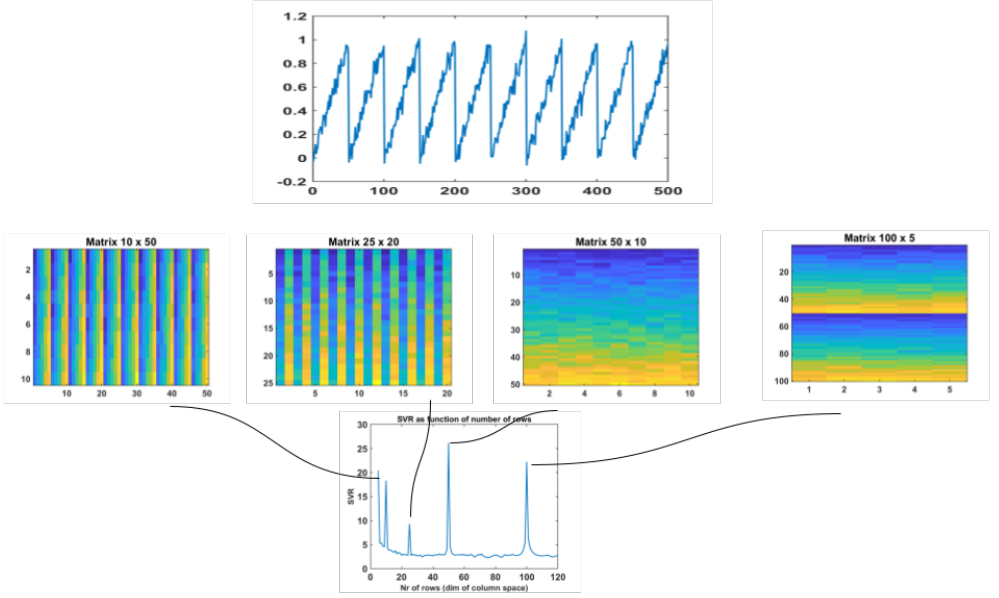 1.2
1
0.8
0.6
0.4
0.2
0
-0.2
0 100 200 300 400 500
Matrix 10 x 50
2
4
6
8
10
10 20 30 40 50
Matrix 25 x 20
5
10
15
20
25
5 10 15 20
Matrix 50 x 10
10
20
30
40
50
2 4 6 8 10
Matrix 100 x 5
20
40
60
80
100
1 2 3 4 5
SVR as function of number of rows
SVR
30
25
20
15
10
5
0
0 20 40 60 80 100 120
Nr of rows (dim of column space)